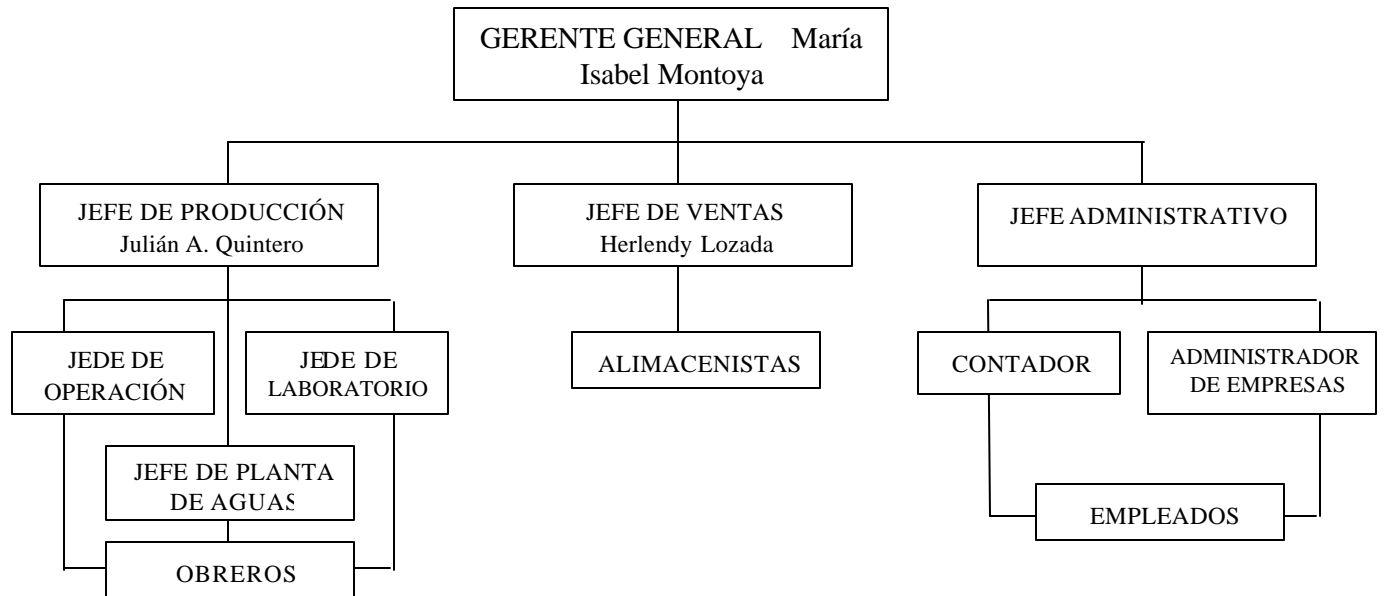 GERENTE GENERAL María
Isabel Montoya
JEFE DE PRODUCCIÓN
Julián A. Quintero
JEFE DE VENTAS
Herlendy Lozada
JEFE ADMINISTRATIVO
JEDE DE
OPERACIÓN
JEDE DE
LABORATORIO
ALIMACENISTAS
CONTADOR
ADMINISTRADOR
DE EMPRESAS
JEFE DE PLANTA
DE AGUAS
EMPLEADOS
OBREROS